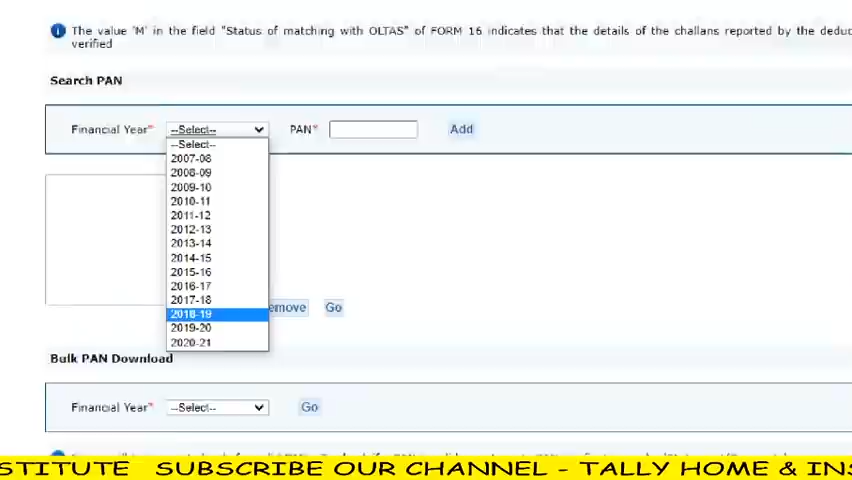 The value 'M' in the field "Status of matching with OLTAS" of FORM 16 indicates that the details of the challans reported by the deduc
verified
Search PAN
Financial Year* --Select-- PAN* Add
--Select--
2007-08
2008-09
2009-10
2010-11
2011-12
2012-13
2013-14
2014-15
2015-16
2016-17
2017-18
2018-19
2019-20
2020-21
emove Go
Bulk PAN Download
Financial Year* --Select-- Go
STITUTE SUBSCRIBE OUR CHANNEL - TALLY HOME & INS